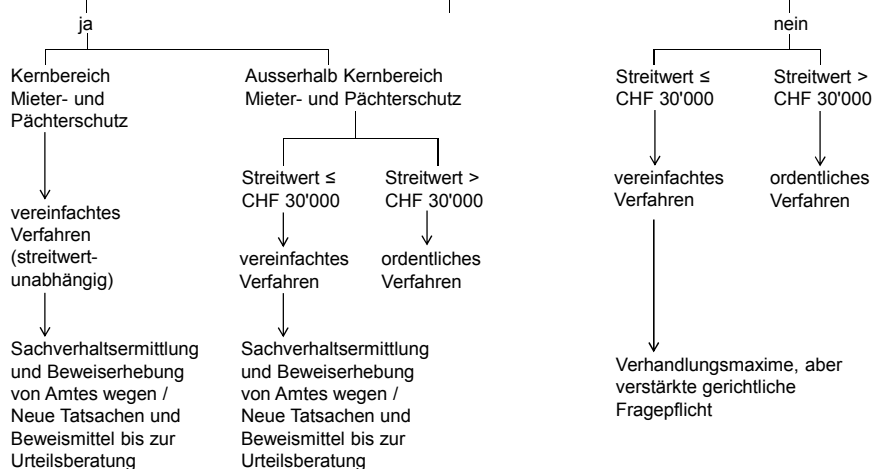 ja
nein
Kernbereich
Mieter- und
Pächterschutz
Ausserhalb Kernbereich
Mieter- und Pächterschutz
Streitwert ≤
CHF 30'000
Streitwert >
CHF 30'000
Streitwert ≤
CHF 30'000
Streitwert >
CHF 30'000
vereinfachtes
Verfahren
ordentliches
Verfahren
vereinfachtes
Verfahren
(streitwert-
unabhängig)
vereinfachtes
Verfahren
ordentliches
Verfahren
Sachverhaltsermittlung
und Beweiserhebung
von Amtes wegen /
Neue Tatsachen und
Beweismittel bis zur
Urteilsberatung
Sachverhaltsermittlung
und Beweiserhebung
von Amtes wegen /
Neue Tatsachen und
Beweismittel bis zur
Urteilsberatung
Verhandlungsmaxime, aber
verstärkte gerichtliche
Fragepflicht